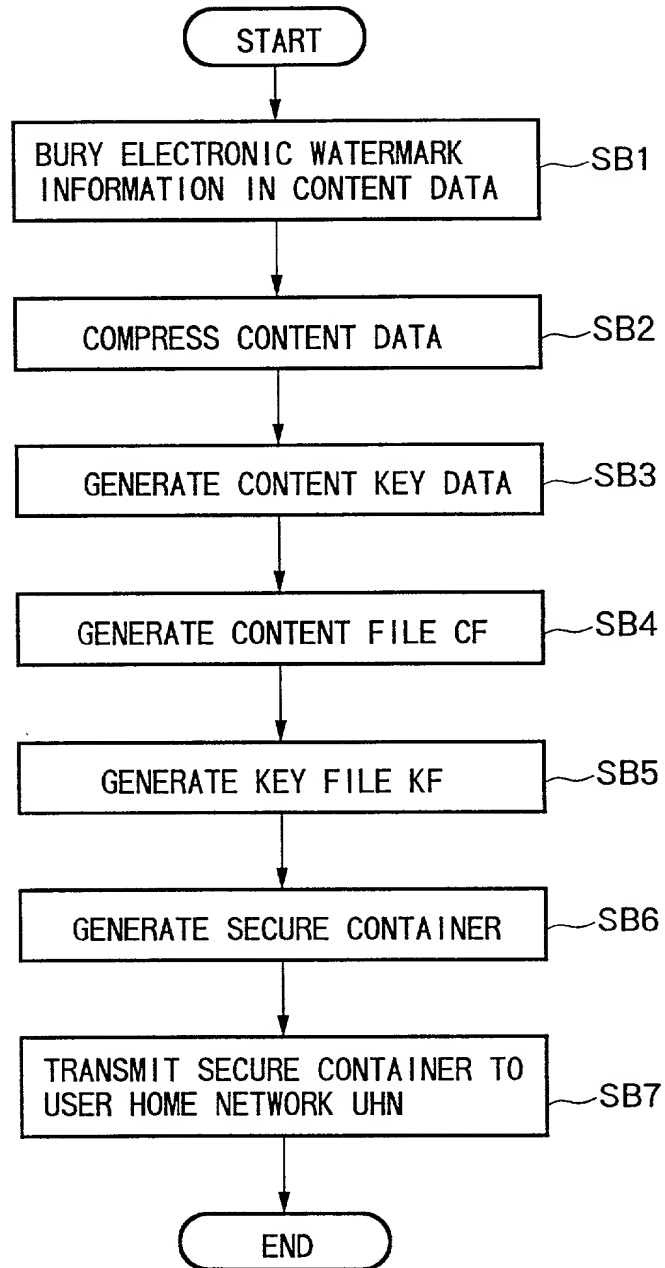 START
BURY ELECTRONIC WATERMARK
INFORMATION IN CONTENT DATA
SB1
COMPRESS CONTENT DATA
SB2
GENERATE CONTENT KEY DATA
SB3
GENERATE CONTENT FILE CF
SB4
GENERATE KEY FILE KF
SB5
GENERATE SECURE CONTAINER
SB6
TRANSMIT SECURE CONTAINER TO
USER HOME NETWORK UHN
SB7
END